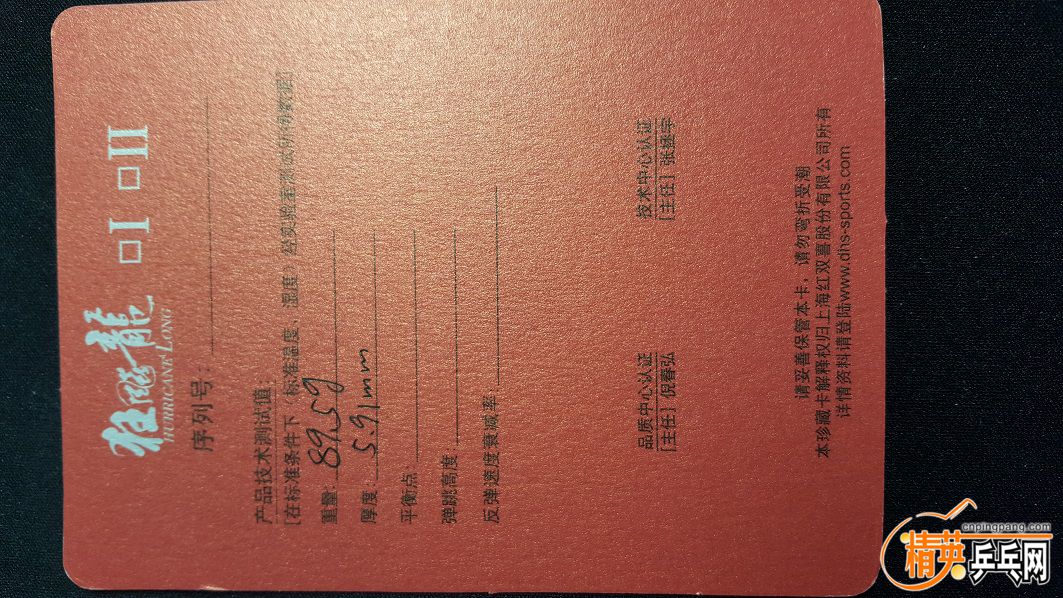 狂飚龍
HURRICANE LONG
□I □II
序列号：
产品技术测试值：
[在标准条件下（标准温度、湿度）经实验室测试所得数据]
重量： 89.5g
厚度： 5.91mm
平衡点
弹跳高度
反弹速度衰减率：
品质中心认证
[主任] 倪春弘
技术中心认证
[主任] 张继宇
请妥善保管本卡，请勿弯折受潮
本珍藏卡解释权归上海红双喜股份有限公司所有
详情资料请登陆www.dhs-sports.com
cnpingpang.com
精英乒乓网